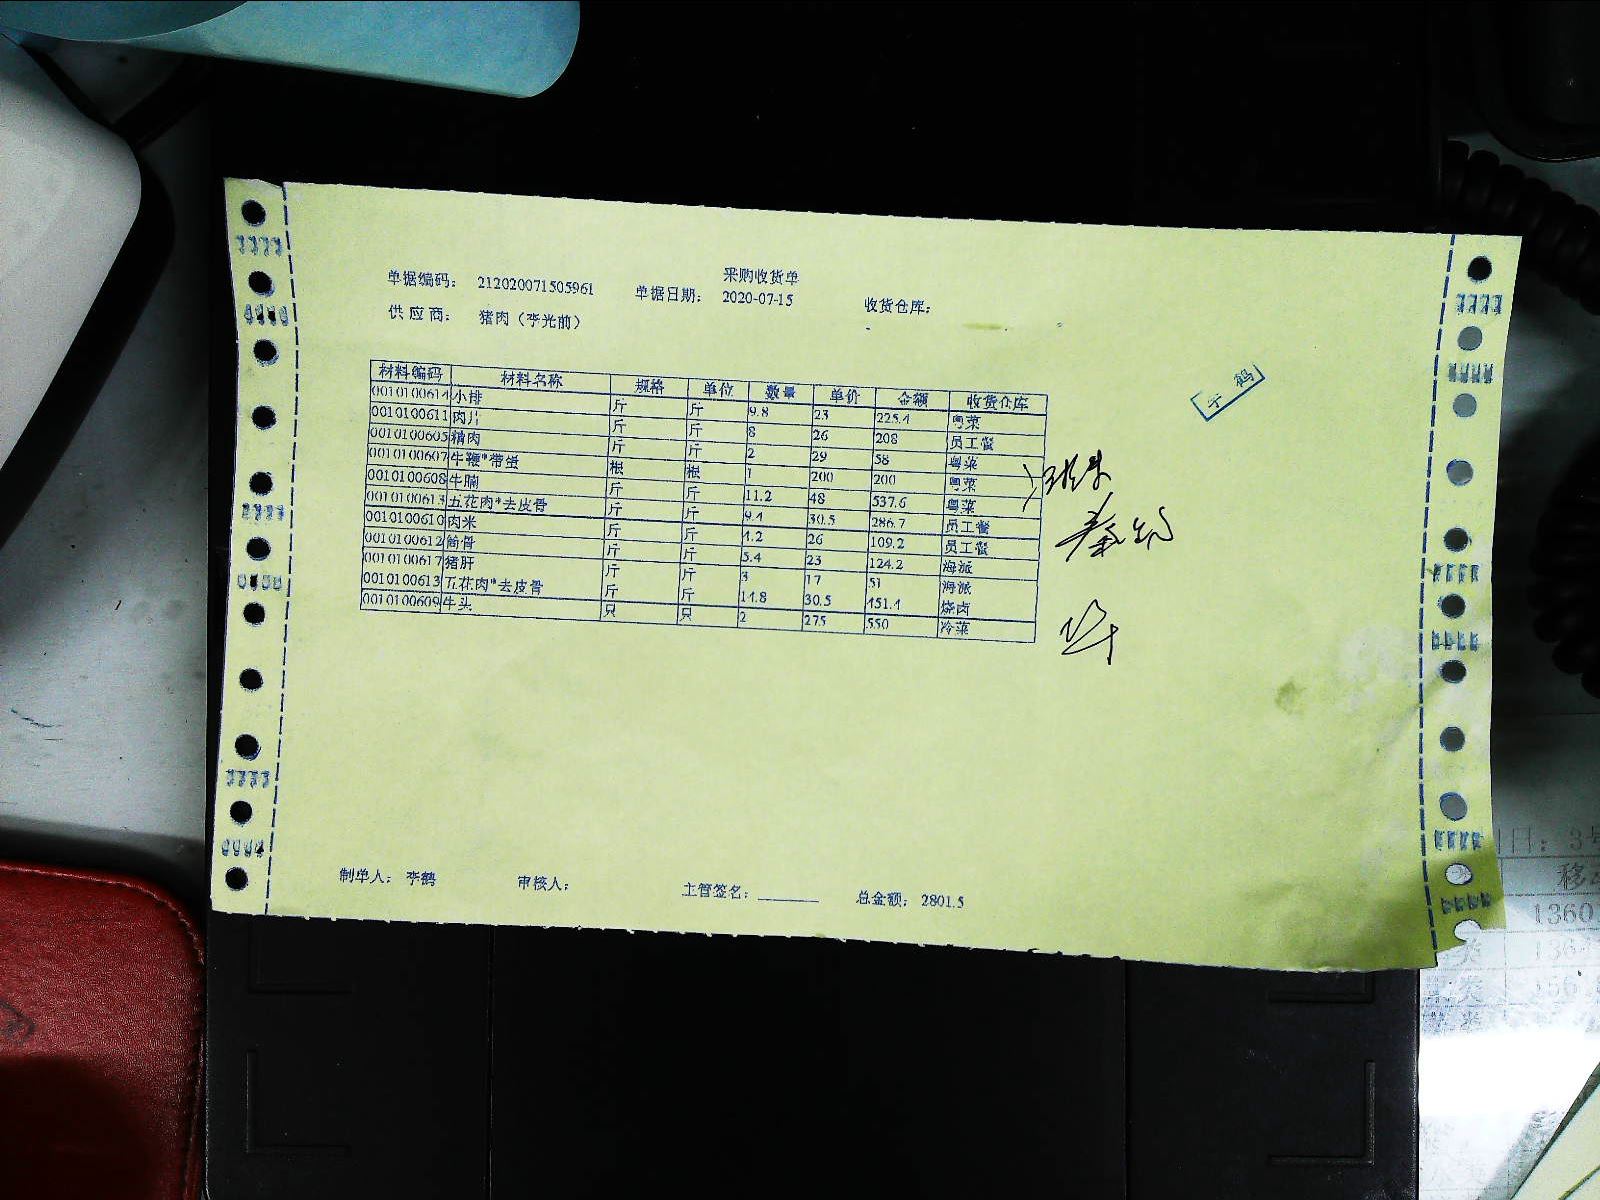 采购收货单
单据编码： 212020071505961 单据日期： 2020-07-15 收货仓库：
供 应 商： 猪肉（李光前）
材料编码 材料名称 规格 单位 数量 单价 金额 收货仓库
0010100614 小排 斤 斤 9.8 23 225.4 粤菜
0010100611 肉片 斤 斤 8 26 208 员工餐
0010100605 精肉 斤 斤 2 29 58 粤菜
0010100607 牛鞭*带蛋 根 根 1 200 200 粤菜
0010100608 牛腩 斤 斤 11.2 48 537.6 粤菜
0010100613 五花肉*去皮骨 斤 斤 9.4 30.5 286.7 员工餐
0010100610 肉米 斤 斤 4.2 26 109.2 员工餐
0010100612 筒骨 斤 斤 5.4 23 124.2 海派
0010100617 猪肝 斤 斤 3 17 51 海派
0010100613 五花肉*去皮骨 斤 斤 14.8 30.5 451.4 烧卤
0010100609 牛头 只 只 2 275 550 冷菜
制单人： 李鹤 审核人： 主管签名： 总金额： 2801.5